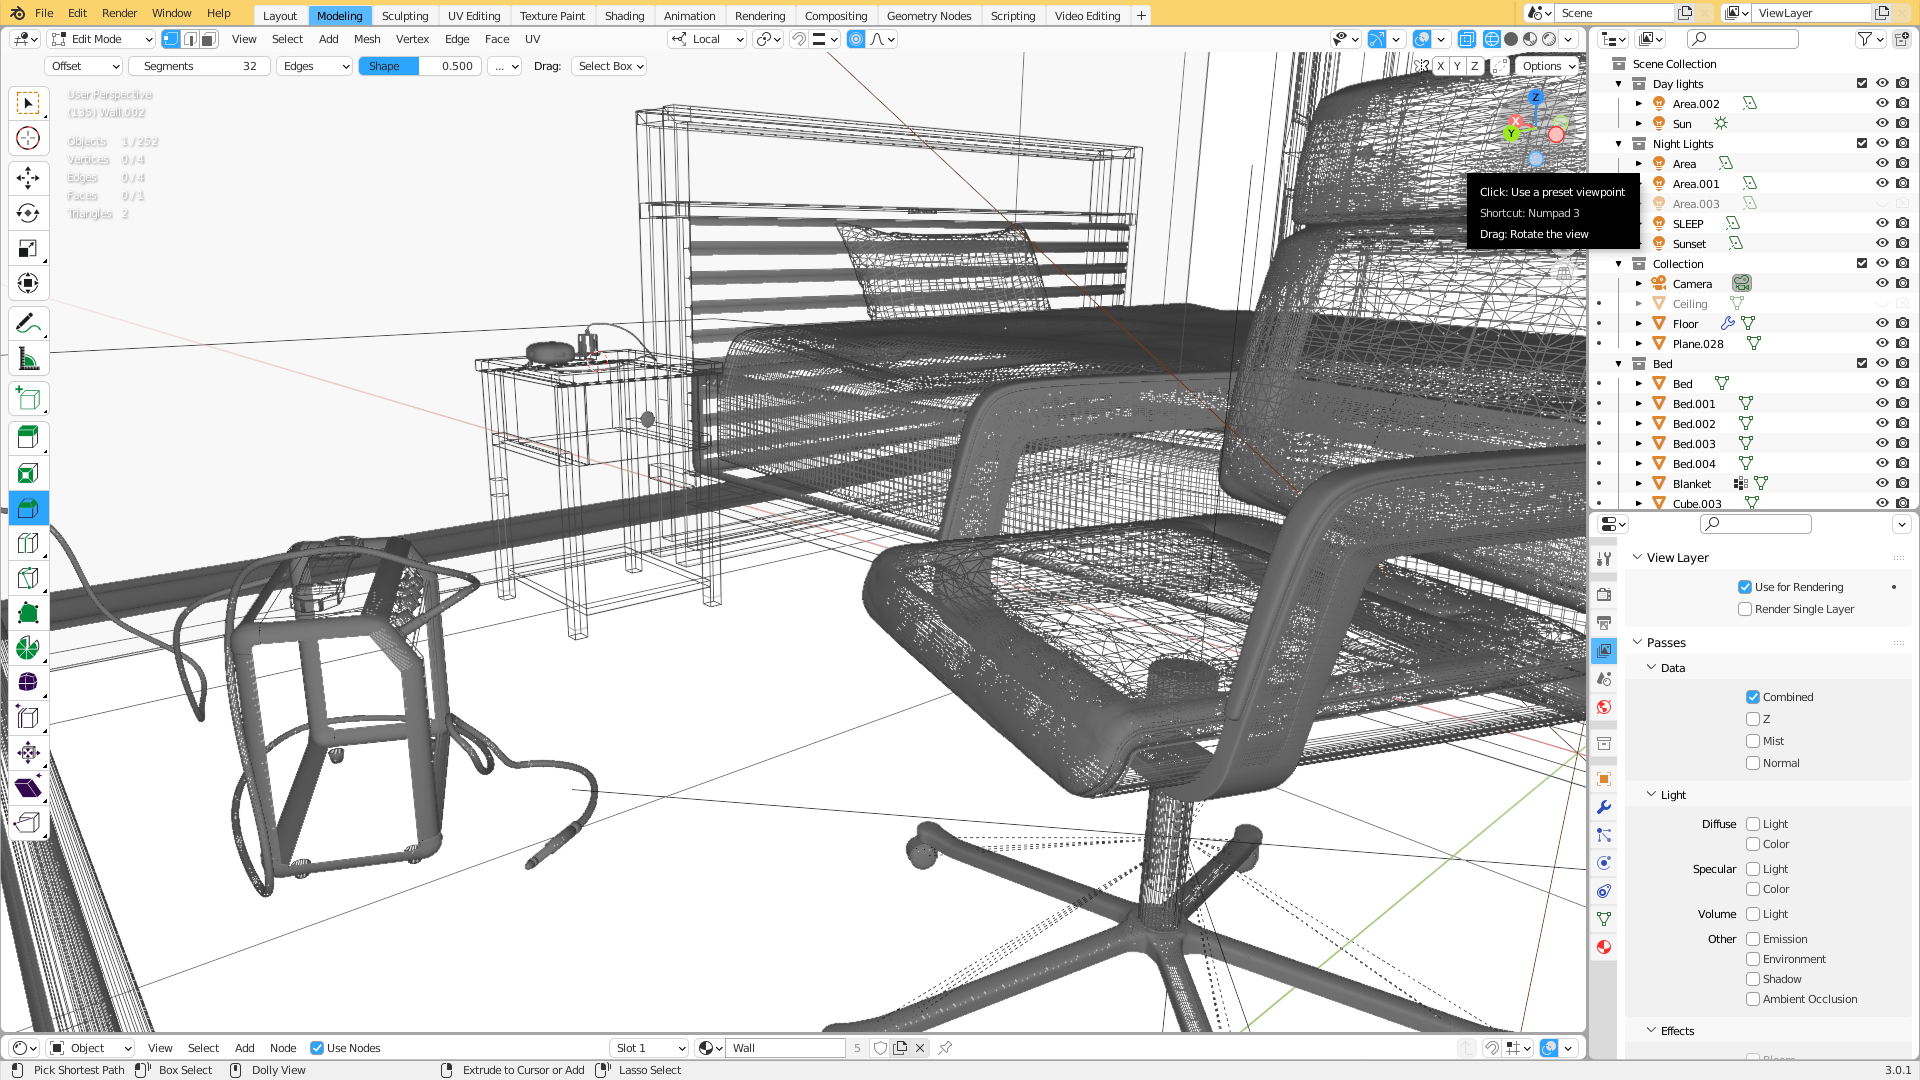 File Edit Render Window Help Layout Modeling Sculpting UV Editing Texture Paint Shading Animation Rendering Compositing Geometry Nodes Scripting Video Editing + Scene ViewLayer
Edit Mode View Select Add Mesh Vertex Edge Face UV Local
Offset Segments 32 Edges Shape 0.500 ... Drag: Select Box X Y Z Options
User Perspective
(135) Wall.002
Objects 1/252
Vertices 0/4
Edges 0/4
Faces 0/1
Triangles 2
Z
X
Y
Click: Use a preset viewpoint
Shortcut: Numpad 3
Drag: Rotate the view
Scene Collection
Day lights
Area.002
Sun
Night Lights
Area
Area.001
Area.003
SLEEP
Sunset
Collection
Camera
Ceiling
Floor
Plane.028
Bed
Bed
Bed.001
Bed.002
Bed.003
Bed.004
Blanket
Cube.003
View Layer
Use for Rendering
Render Single Layer
Passes
Data
Combined
Z
Mist
Normal
Light
Diffuse Light
Color
Specular Light
Color
Volume Light
Other Emission
Environment
Shadow
Ambient Occlusion
Effects
Object View Select Add Node Use Nodes Slot 1 Wall 5
Pick Shortest Path Box Select Dolly View Extrude to Cursor or Add Lasso Select 3.0.1